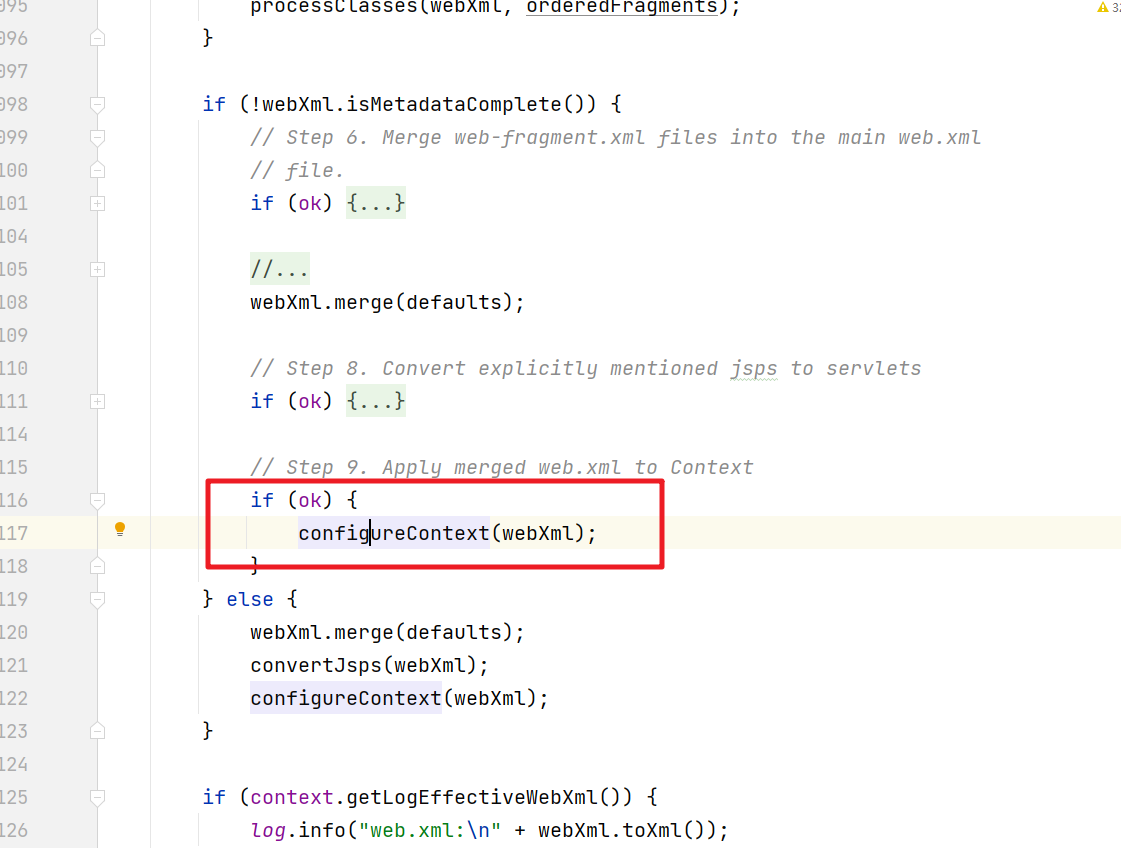 095 processClasses(webXml, orderedFragments); 32
096 }
097
098 if (!webXml.isMetadataComplete()) {
099 // Step 6. Merge web-fragment.xml files into the main web.xml
100 // file.
101 if (ok) {...}
104
105 //...
108 webXml.merge(defaults);
109
110 // Step 8. Convert explicitly mentioned jsps to servlets
111 if (ok) {...}
114
115 // Step 9. Apply merged web.xml to Context
116 if (ok) {
117 configureContext(webXml);
118 }
119 } else {
120 webXml.merge(defaults);
121 convertJsps(webXml);
122 configureContext(webXml);
123 }
124
125 if (context.getLogEffectiveWebXml()) {
126 log.info("web.xml:\n" + webXml.toXml());